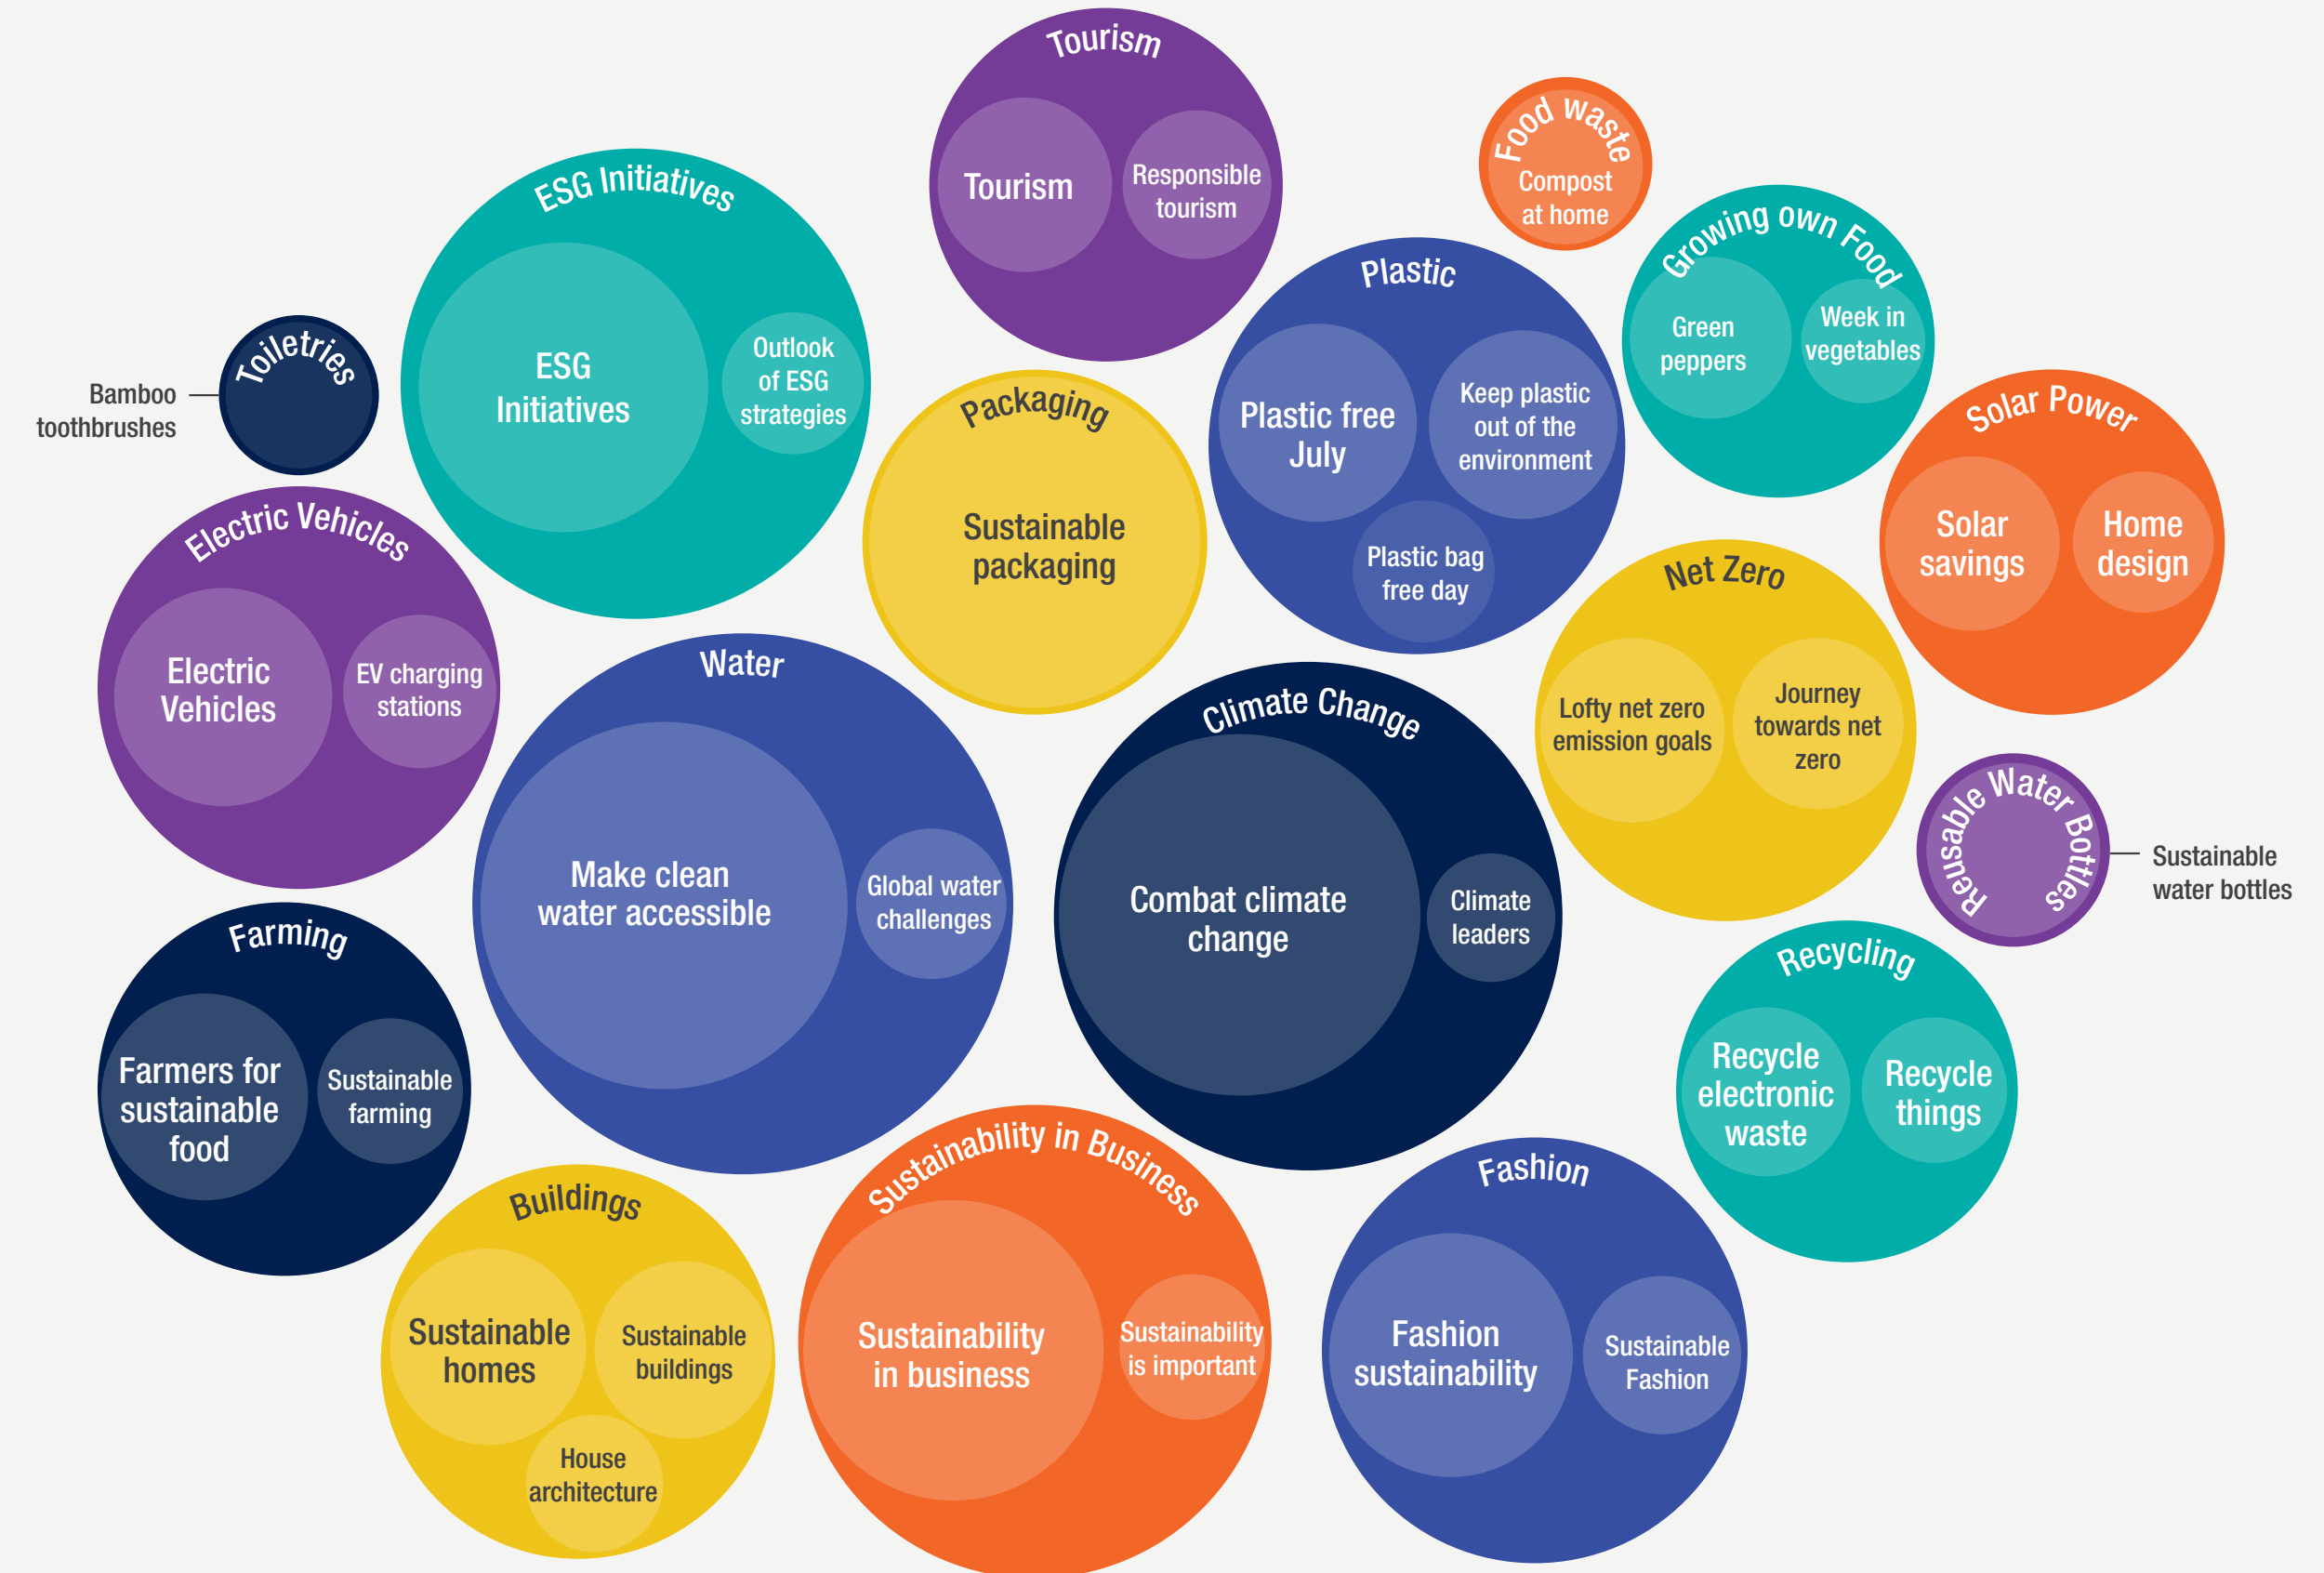 Tourism
Tourism
Responsible
tourism
Food waste
Compost
at home
ESG Initiatives
ESG
Initiatives
Outlook
of ESG
strategies
Growing own Food
Green
peppers
Week in
vegetables
Plastic
Plastic free
July
Keep plastic
out of the
environment
Plastic bag
free day
Toiletries
Bamboo
toothbrushes
Packaging
Sustainable
packaging
Solar Power
Solar
savings
Home
design
Electric Vehicles
Electric
Vehicles
EV charging
stations
Net Zero
Lofty net zero
emission goals
Journey
towards net
zero
Water
Make clean
water accessible
Global water
challenges
Climate Change
Combat climate
change
Climate
leaders
Reusable Water Bottles
Sustainable
water bottles
Farming
Farmers for
sustainable
food
Sustainable
farming
Recycling
Recycle
electronic
waste
Recycle
things
Buildings
Sustainable
homes
Sustainable
buildings
House
architecture
Sustainability in Business
Sustainability
in business
Sustainability
is important
Fashion
Fashion
sustainability
Sustainable
Fashion